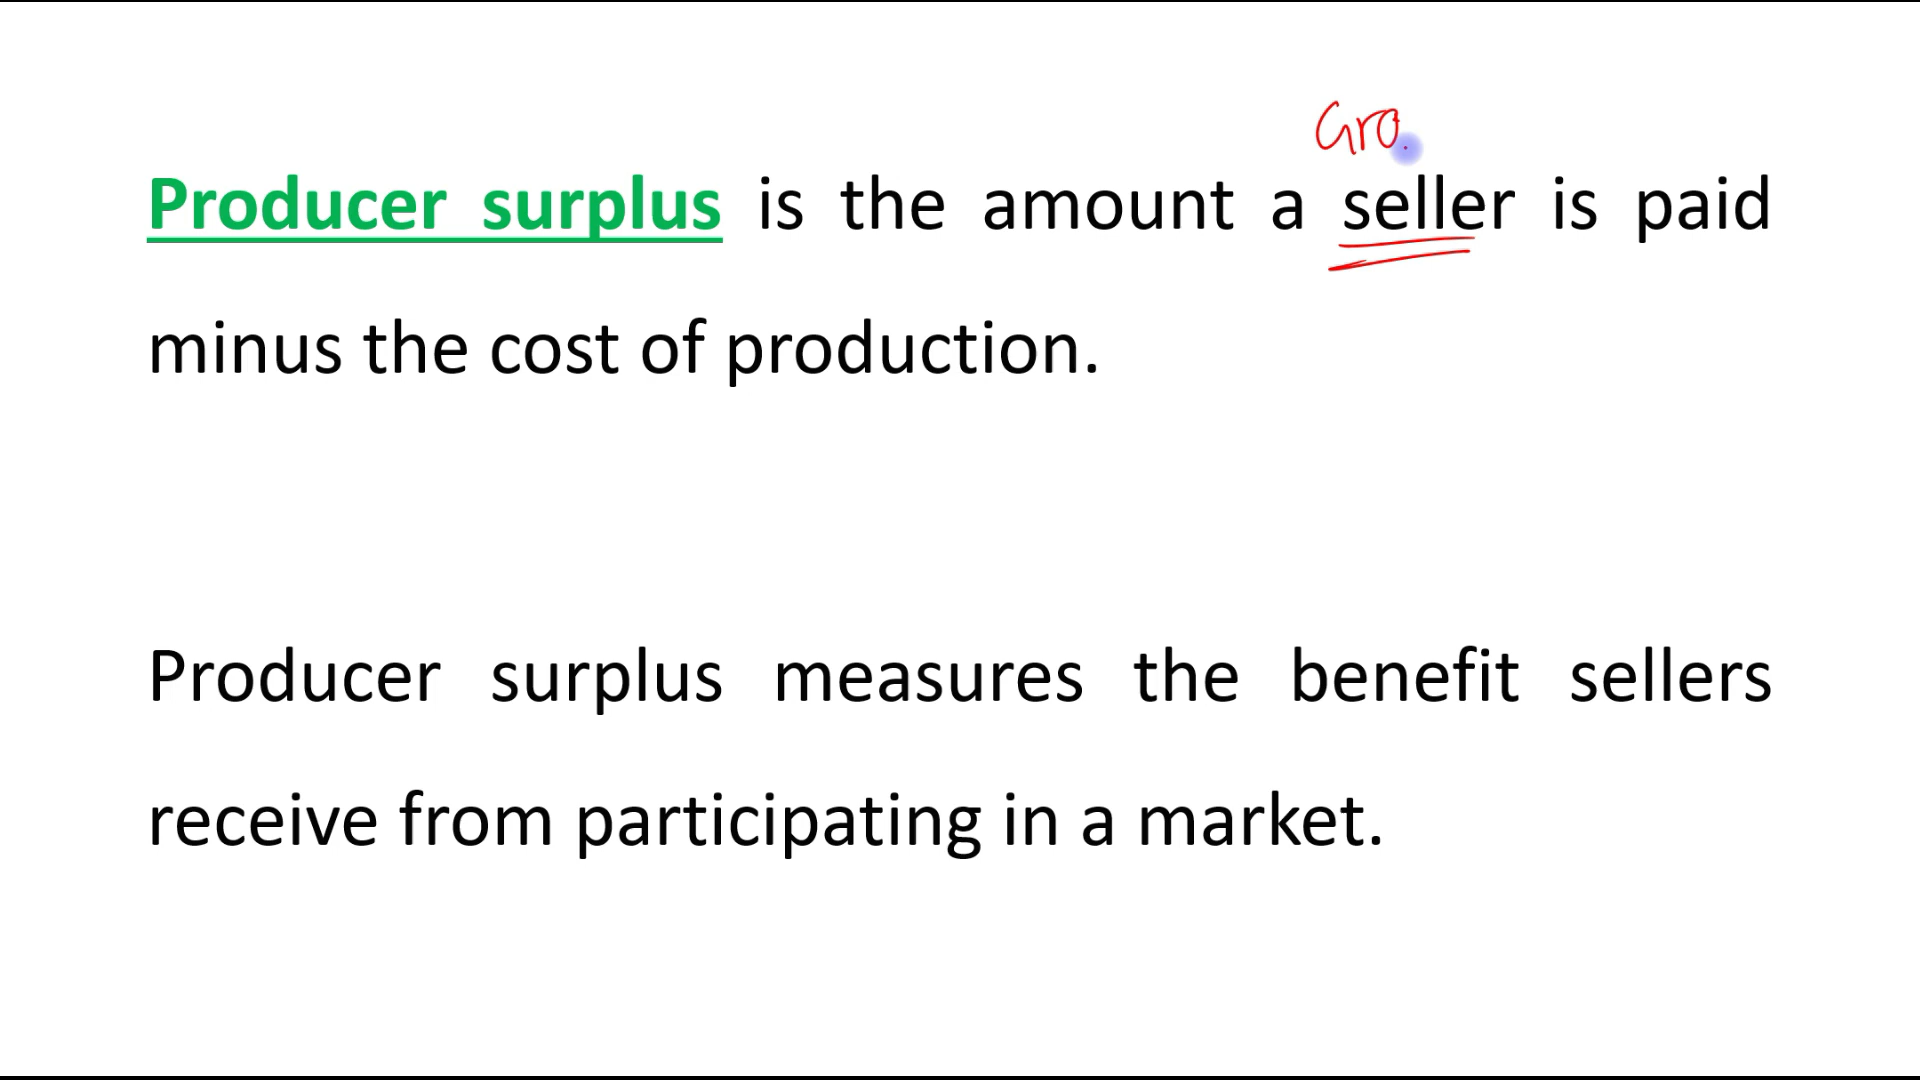 Gro
Producer surplus is the amount a seller is paid
minus the cost of production.
Producer surplus measures the benefit sellers
receive from participating in a market.